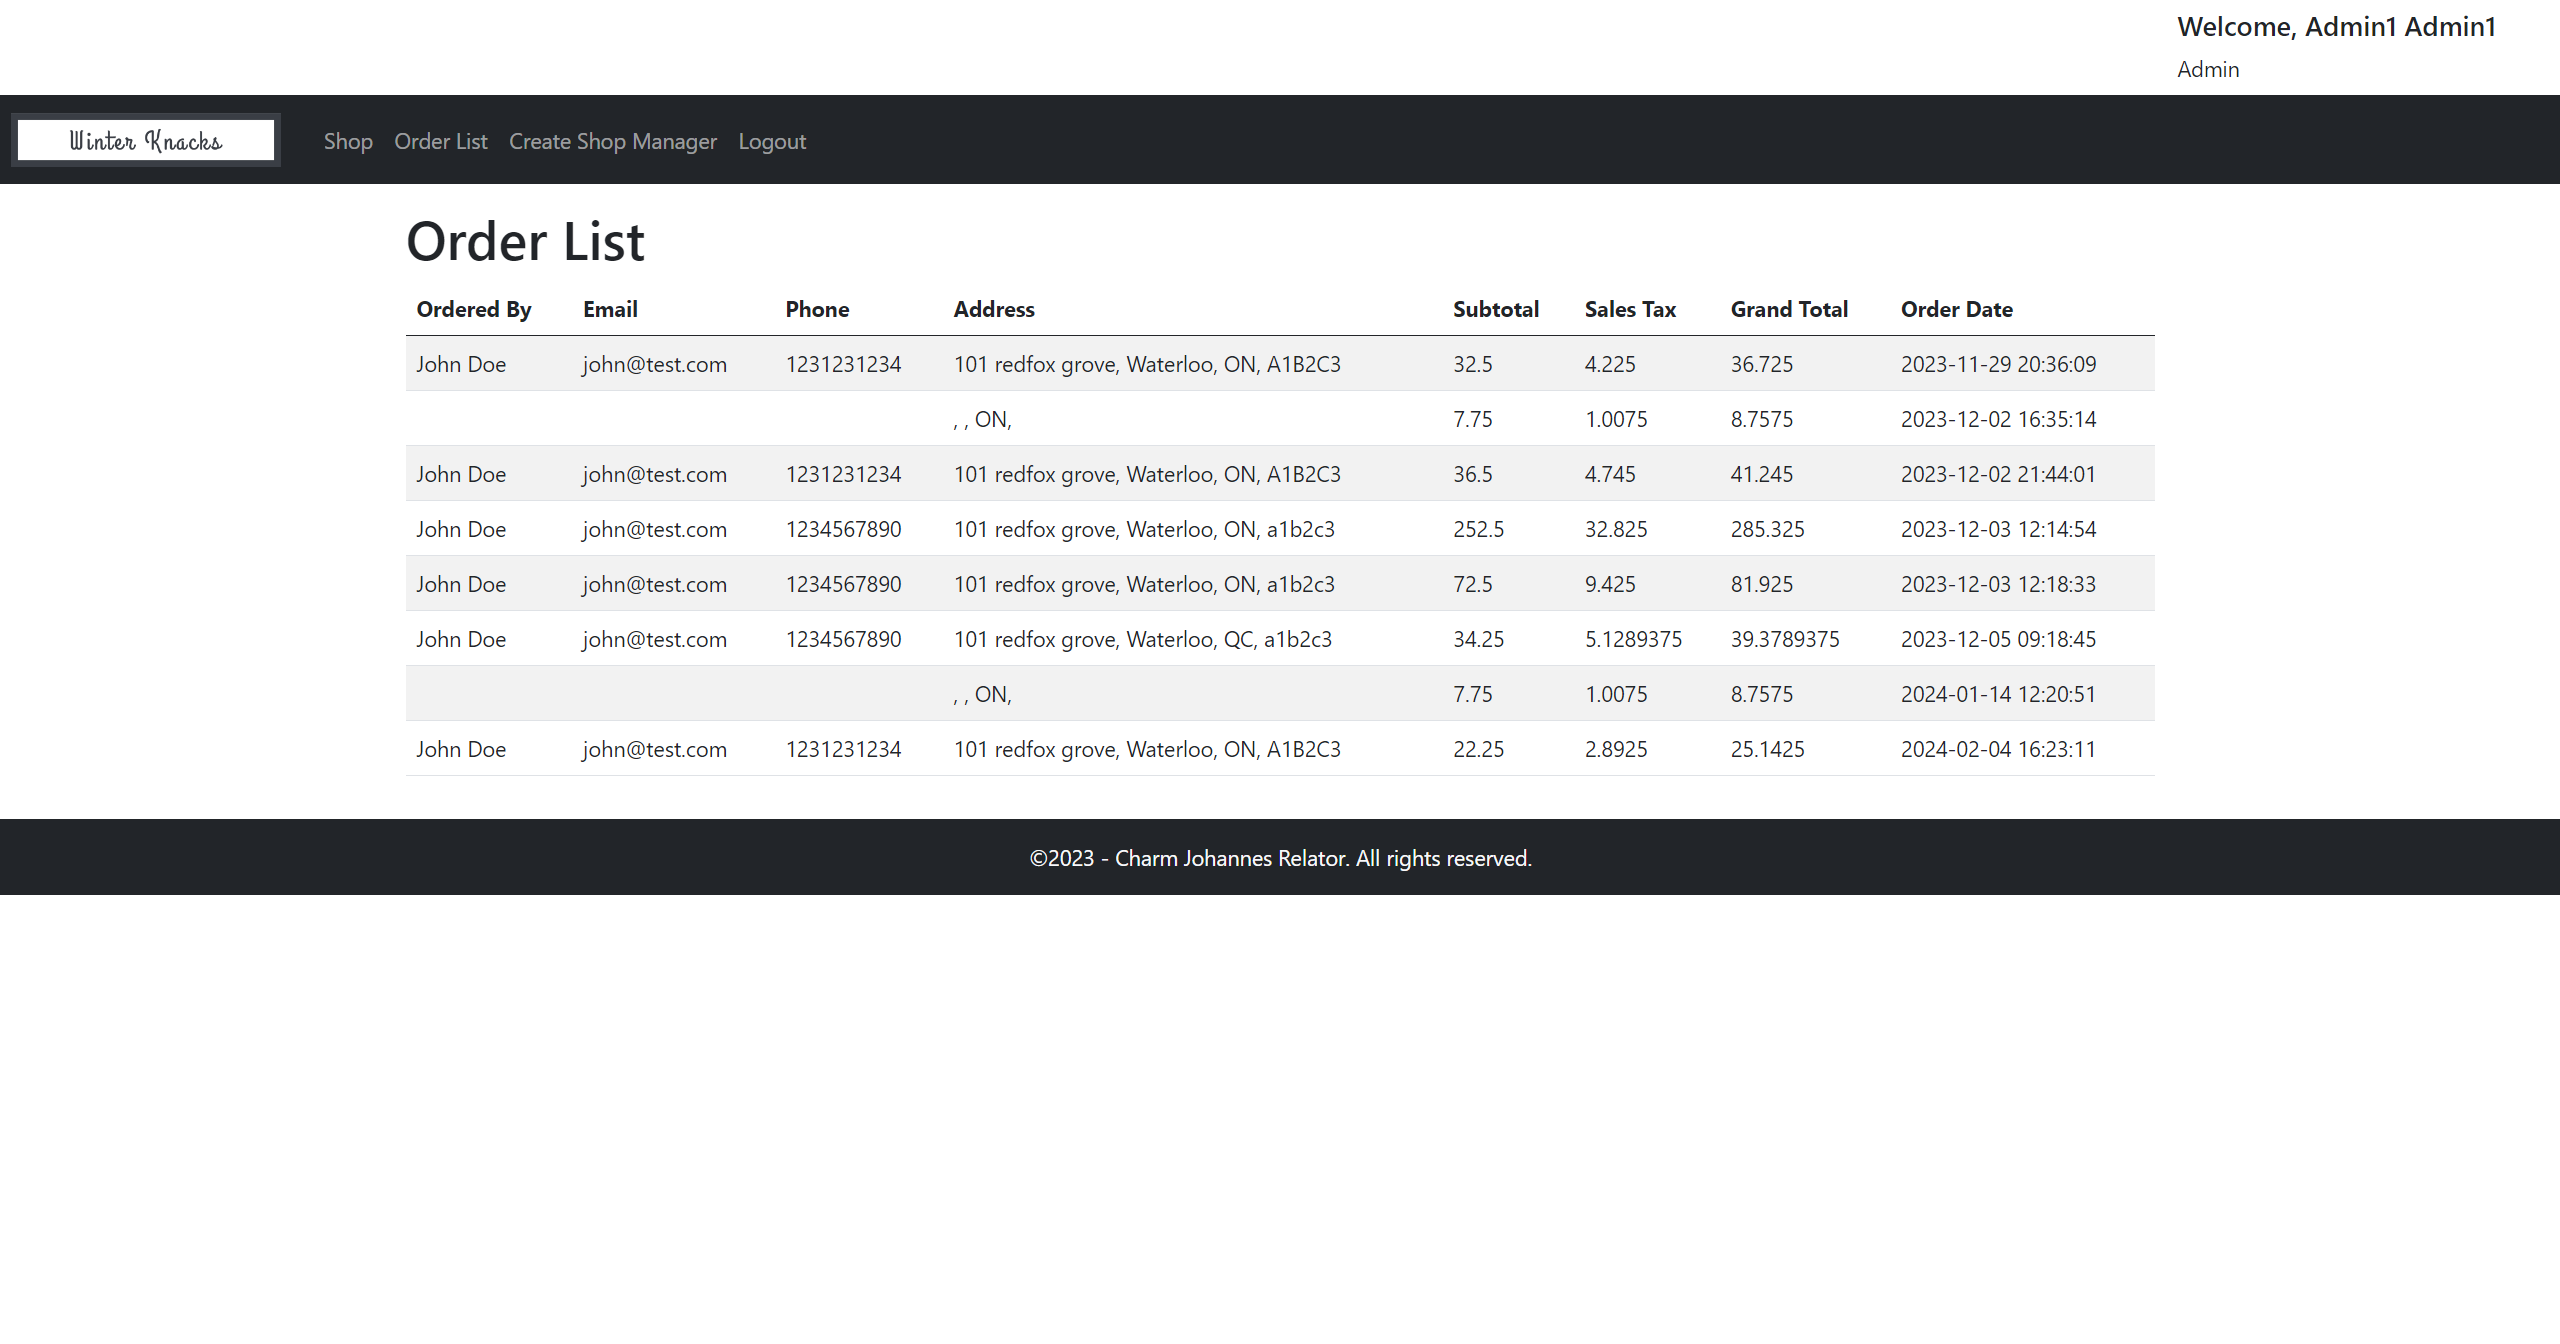 Welcome, Admin1 Admin1
Admin
Winter Knacks Shop Order List Create Shop Manager Logout
Order List
Ordered By Email Phone Address Subtotal Sales Tax Grand Total Order Date
John Doe john@test.com 1231231234 101 redfox grove, Waterloo, ON, A1B2C3 32.5 4.225 36.725 2023-11-29 20:36:09
, , ON, 7.75 1.0075 8.7575 2023-12-02 16:35:14
John Doe john@test.com 1231231234 101 redfox grove, Waterloo, ON, A1B2C3 36.5 4.745 41.245 2023-12-02 21:44:01
John Doe john@test.com 1234567890 101 redfox grove, Waterloo, ON, a1b2c3 252.5 32.825 285.325 2023-12-03 12:14:54
John Doe john@test.com 1234567890 101 redfox grove, Waterloo, ON, a1b2c3 72.5 9.425 81.925 2023-12-03 12:18:33
John Doe john@test.com 1234567890 101 redfox grove, Waterloo, QC, a1b2c3 34.25 5.1289375 39.3789375 2023-12-05 09:18:45
, , ON, 7.75 1.0075 8.7575 2024-01-14 12:20:51
John Doe john@test.com 1231231234 101 redfox grove, Waterloo, ON, A1B2C3 22.25 2.8925 25.1425 2024-02-04 16:23:11
©2023 - Charm Johannes Relator. All rights reserved.